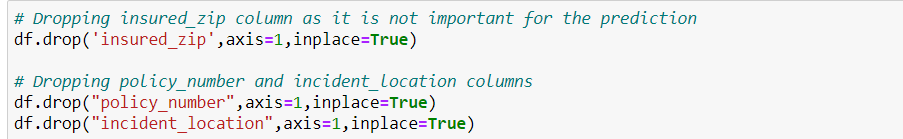 # Dropping insured_zip column as it is not important for the prediction
df.drop('insured_zip',axis=1,inplace=True)
# Dropping policy_number and incident_location columns
df.drop("policy_number",axis=1,inplace=True)
df.drop("incident_location",axis=1,inplace=True)